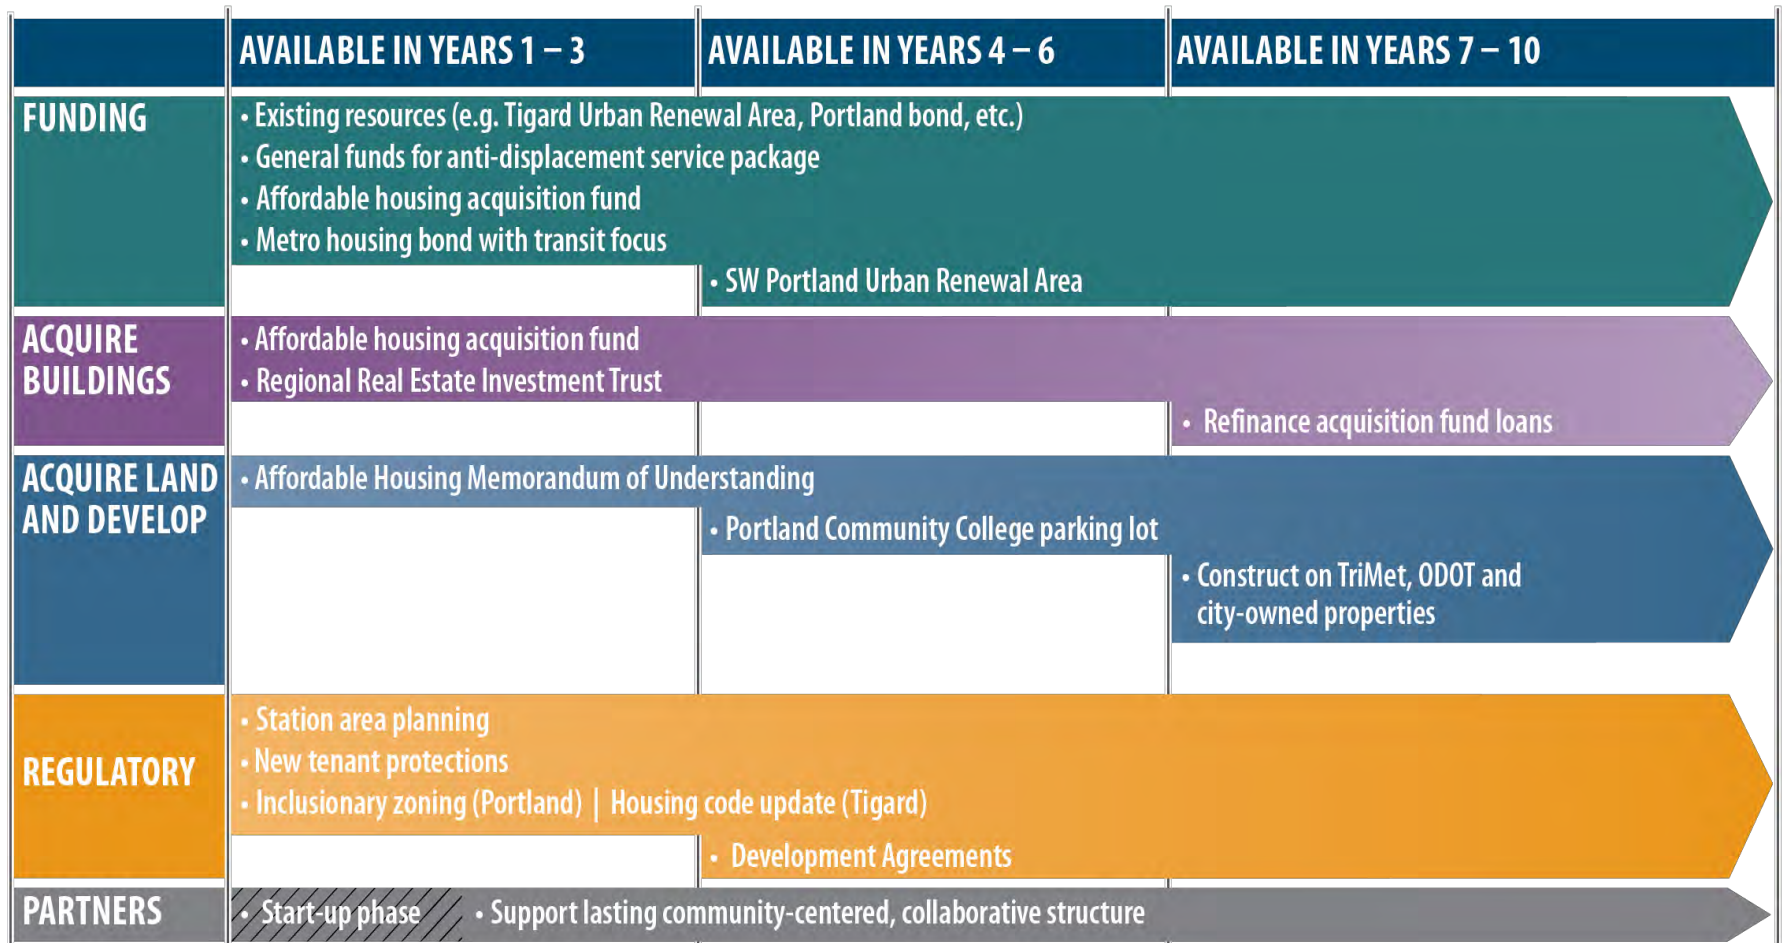 AVAILABLE IN YEARS 1 – 3
AVAILABLE IN YEARS 4 – 6
AVAILABLE IN YEARS 7 – 10
FUNDING
• Existing resources (e.g. Tigard Urban Renewal Area, Portland bond, etc.)
• General funds for anti-displacement service package
• Affordable housing acquisition fund
• Metro housing bond with transit focus
• SW Portland Urban Renewal Area
ACQUIRE
BUILDINGS
• Affordable housing acquisition fund
• Regional Real Estate Investment Trust
• Refinance acquisition fund loans
ACQUIRE LAND
AND DEVELOP
• Affordable Housing Memorandum of Understanding
• Portland Community College parking lot
• Construct on TriMet, ODOT and
city-owned properties
REGULATORY
• Station area planning
• New tenant protections
• Inclusionary zoning (Portland) | Housing code update (Tigard)
• Development Agreements
PARTNERS
• Start-up phase
• Support lasting community-centered, collaborative structure